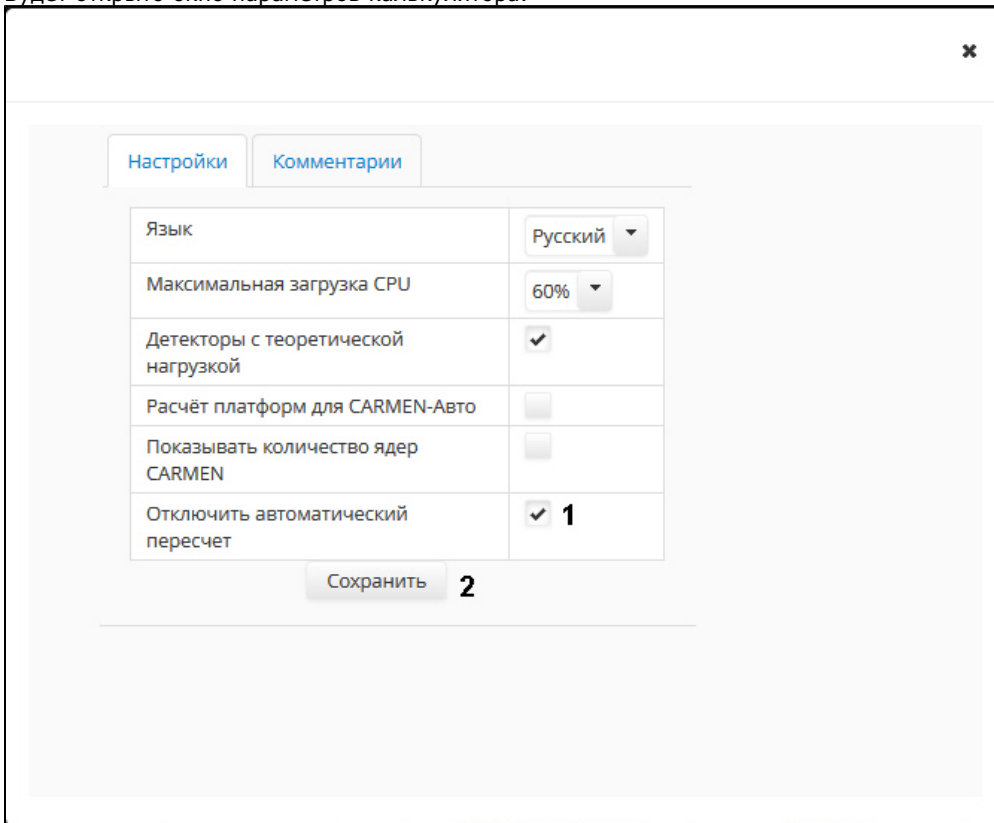 Будет открыто окно параметров калькулятора.
Настройки Комментарии
Язык Русский
Максимальная загрузка CPU 60%
Детекторы с теоретической
нагрузкой
Расчёт платформ для CARMEN-Авто
Показывать количество ядер
CARMEN
Отключить автоматический 1
пересчет
Сохранить 2